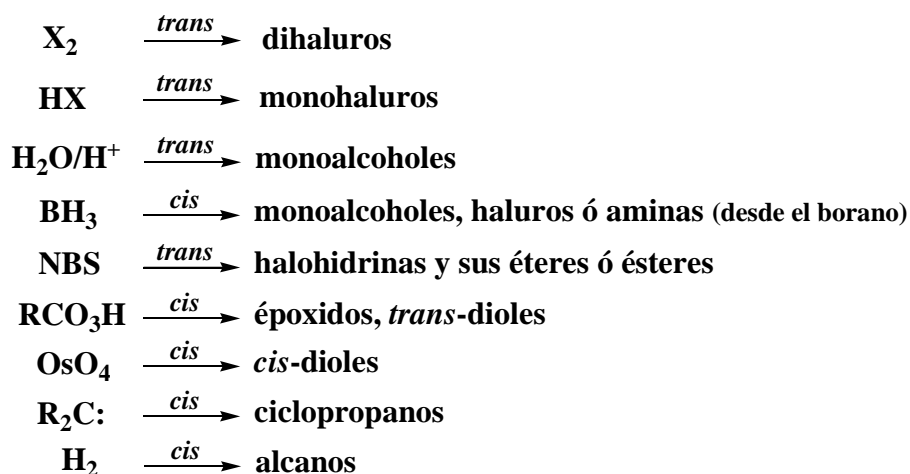 X₂ trans dihaluros
HX trans monohaluros
H₂O/H⁺ trans monoalcoholes
BH₃ cis monoalcoholes, haluros ó aminas (desde el borano)
NBS trans halohidrinas y sus éteres ó ésteres
RCO₃H cis époxidos, trans-dioles
OsO₄ cis cis-dioles
R₂C: cis ciclopropanos
H₂ cis alcanos